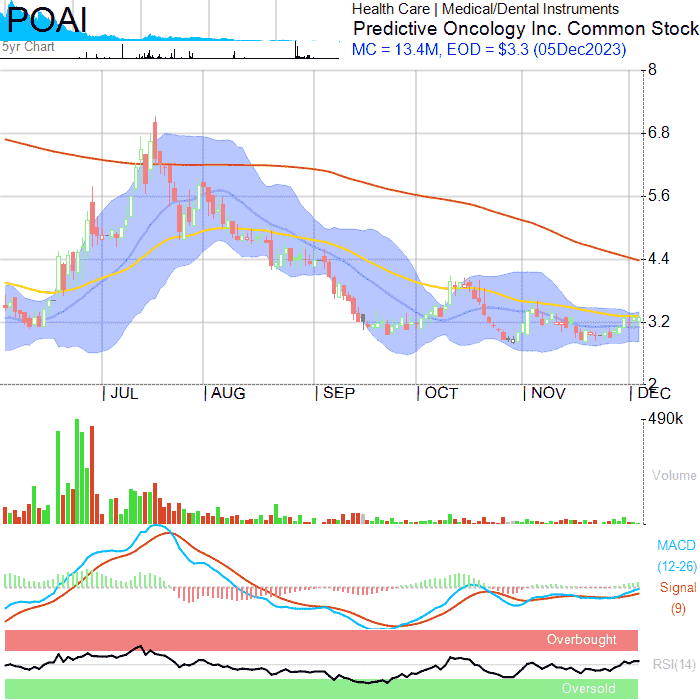 POAI
5yr Chart
Health Care | Medical/Dental Instruments
Predictive Oncology Inc. Common Stock
MC = 13.4M, EOD = $3.3 (05Dec2023)
8
6.8
5.6
4.4
3.2
2
JUL AUG SEP OCT NOV DEC
490k
Volume
MACD
(12-26)
Signal
(9)
Overbought
RSI(14)
Oversold